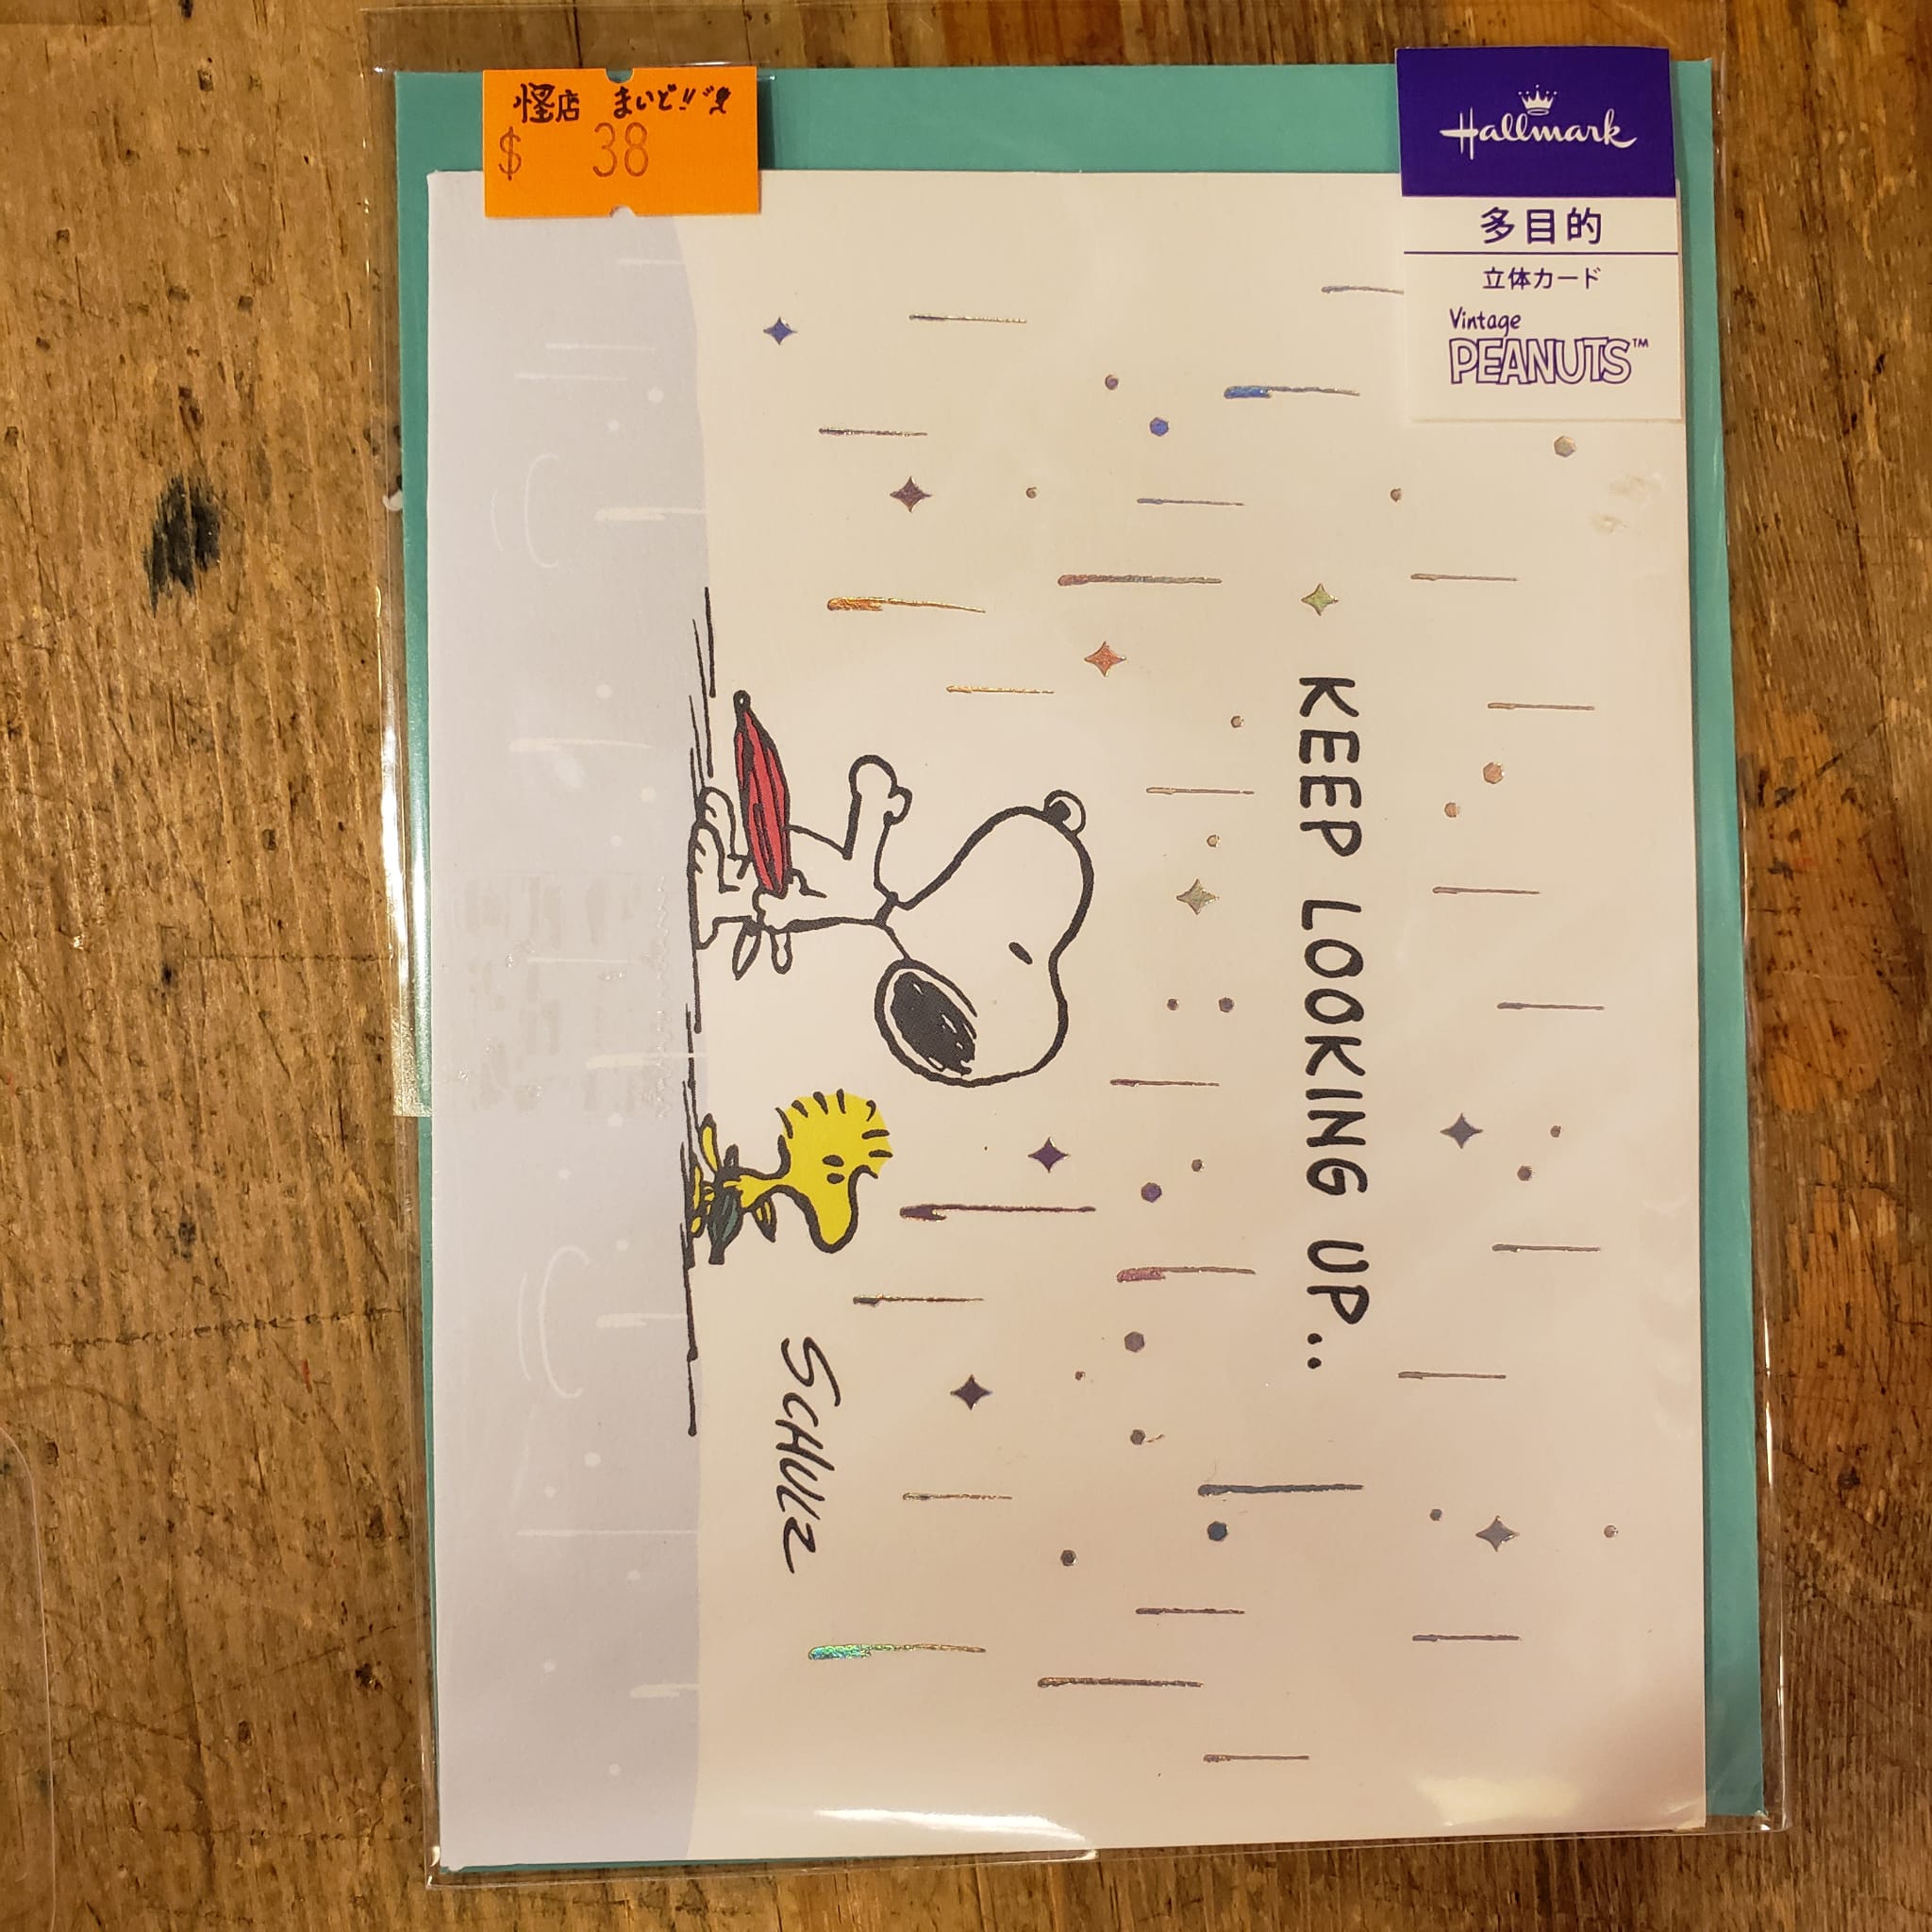 怪店 まいど!!
$ 38
Hallmark
多目的
立体カード
Vintage
PEANUTS™
KEEP LOOKING UP..
SCHULZ